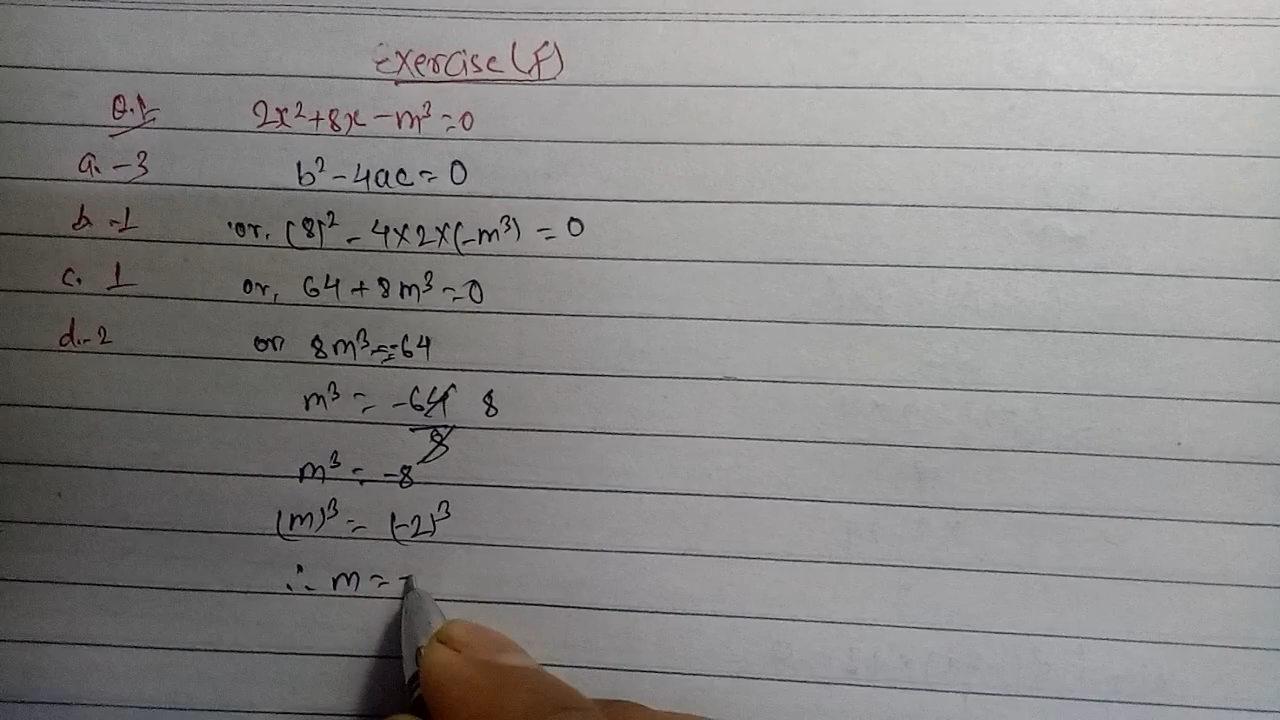 Exercise (f)
Q.1 2x²+8x-m³=0
a. -3 b²-4ac=0
b. -1 or, (8)² - 4×2×(-m³) = 0
c. 1 or, 64+8m³=0
d. -2 or 8m³=-64
m³ = -64 8
8
m³ = -8
(m)³ = (-2)³
∴ m = -